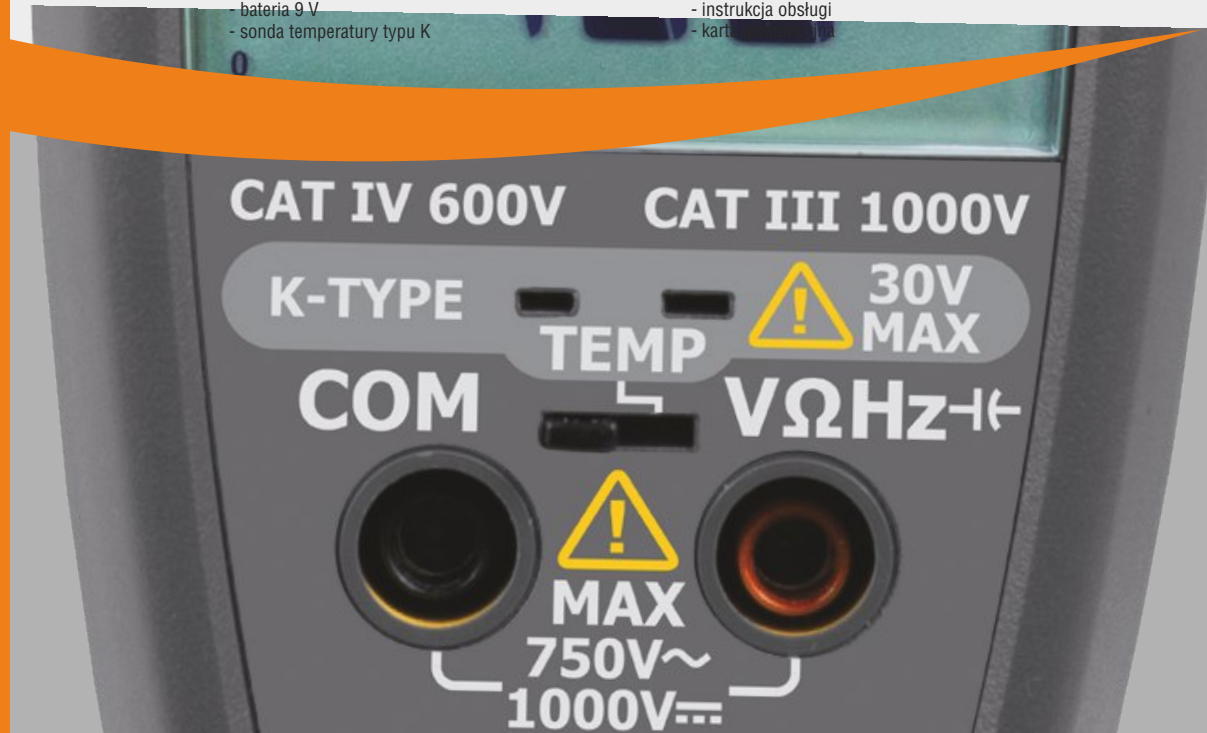 - bateria 9 V
- instrukcja obsługi
- sonda temperatury typu K
0
CAT IV 600V CAT III 1000V
K-TYPE
30V
MAX
TEMP
COM
VΩHz⊣(-
MAX
750V~
1000V⎓